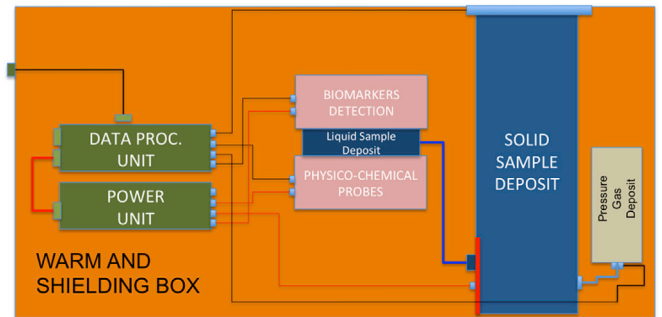 BIOMARKERS
DETECTION
DATA PROC.
UNIT
Liquid Sample
Deposit
SOLID
SAMPLE
DEPOSIT
PHYSICO-CHEMICAL
PROBES
POWER
UNIT
Pressure
Gas
Deposit
WARM AND
SHIELDING BOX